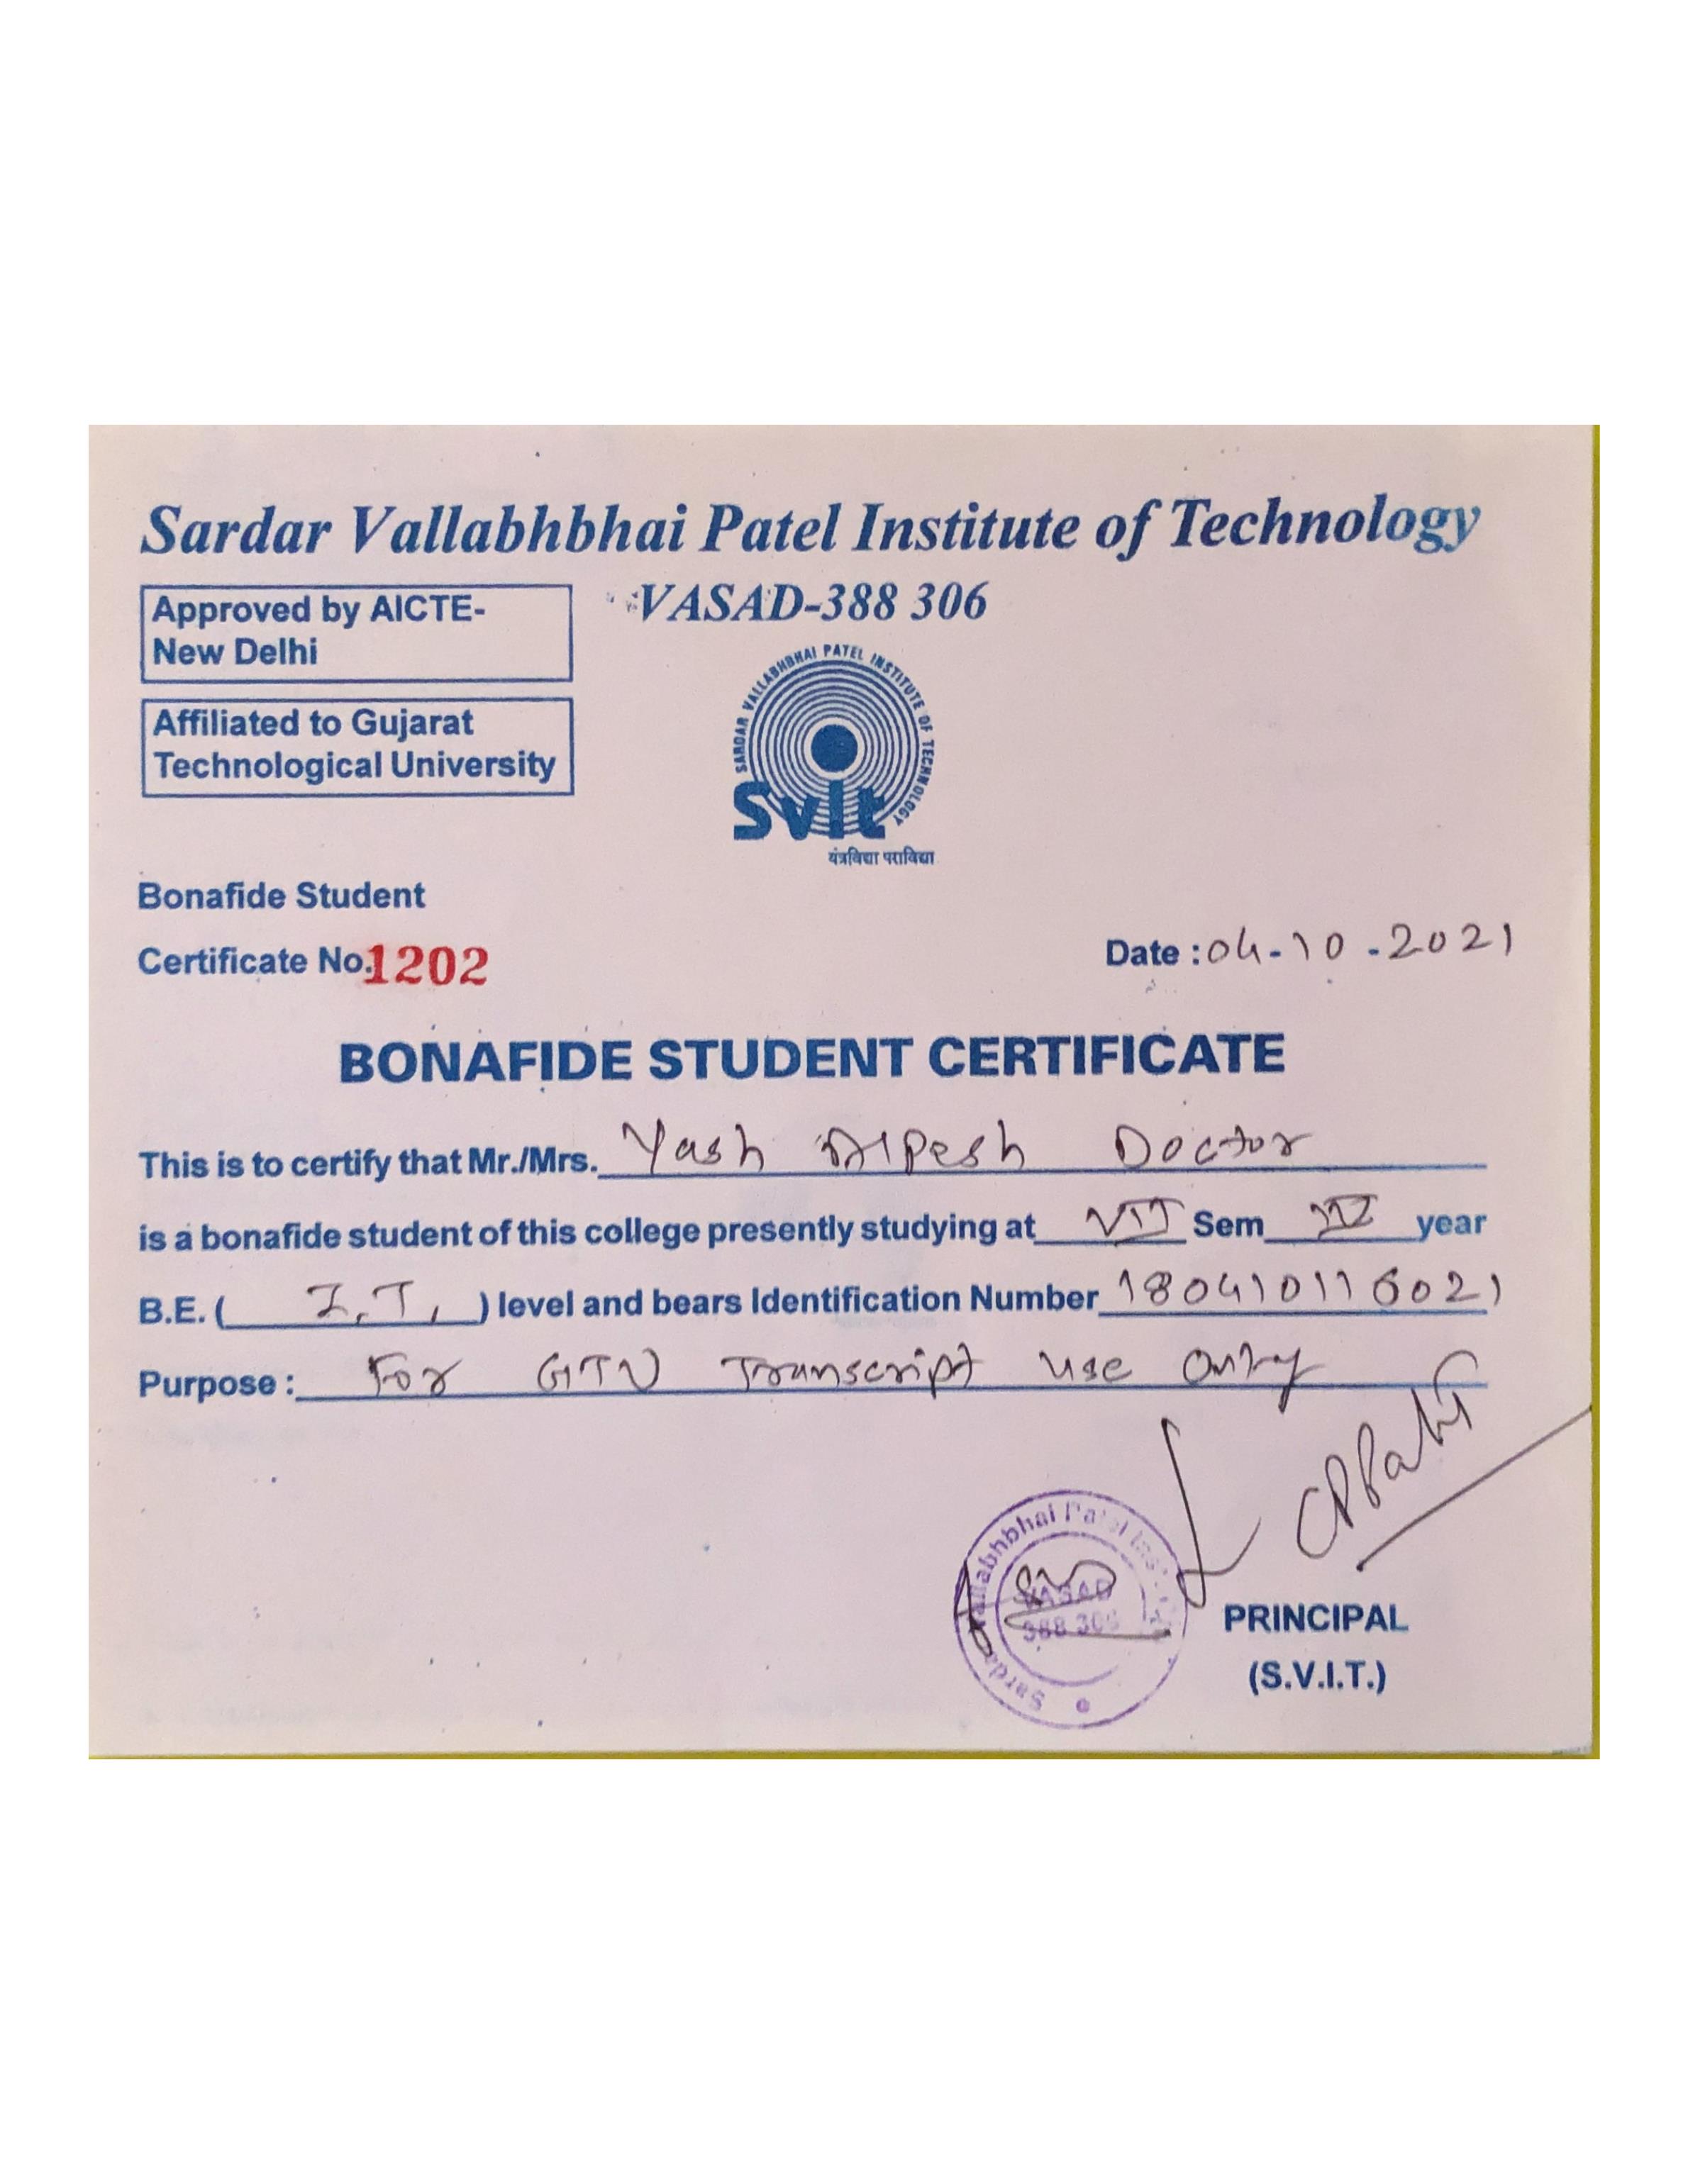 Sardar Vallabhbhai Patel Institute of Technology
VASAD-388 306
Approved by AICTE-
New Delhi
Affiliated to Gujarat
Technological University
SARDAR VALLABHBHAI PATEL INSTITUTE OF TECHNOLOGY
svit
यंत्रविद्या पराविद्या
Bonafide Student
Certificate No.1202
Date : 04-10-2021
BONAFIDE STUDENT CERTIFICATE
This is to certify that Mr./Mrs. Yash Alpesh Doctor
is a bonafide student of this college presently studying at VII Sem IV year
B.E. ( I.T. ) level and bears Identification Number 180410116021
Purpose : For GTU Transcript use only
Sardar Vallabhbhai Patel
VASAD
388 306
PRINCIPAL
(S.V.I.T.)